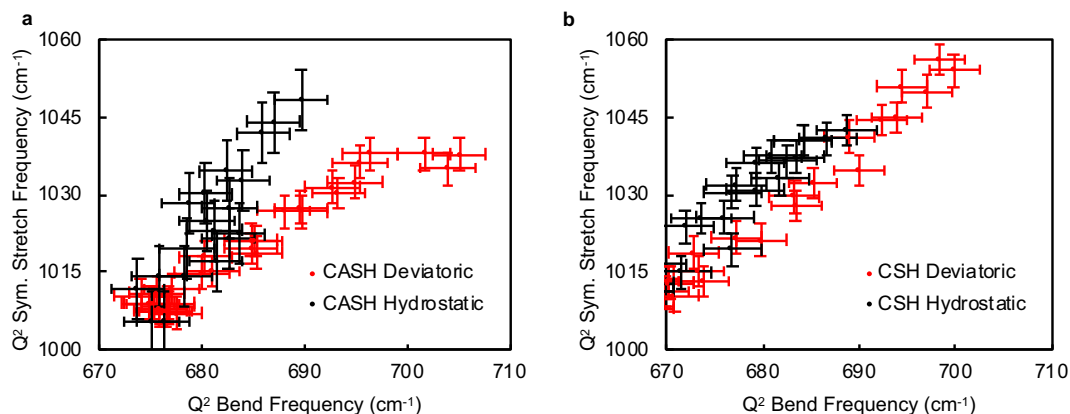 a
Q² Sym. Stretch Frequency (cm⁻¹)
1060
1045
1030
1015
1000
CASH Deviatoric
CASH Hydrostatic
670 680 690 700 710
Q² Bend Frequency (cm⁻¹)
b
Q² Sym. Stretch Frequency (cm⁻¹)
1060
1045
1030
1015
1000
CSH Deviatoric
CSH Hydrostatic
670 680 690 700 710
Q² Bend Frequency (cm⁻¹)